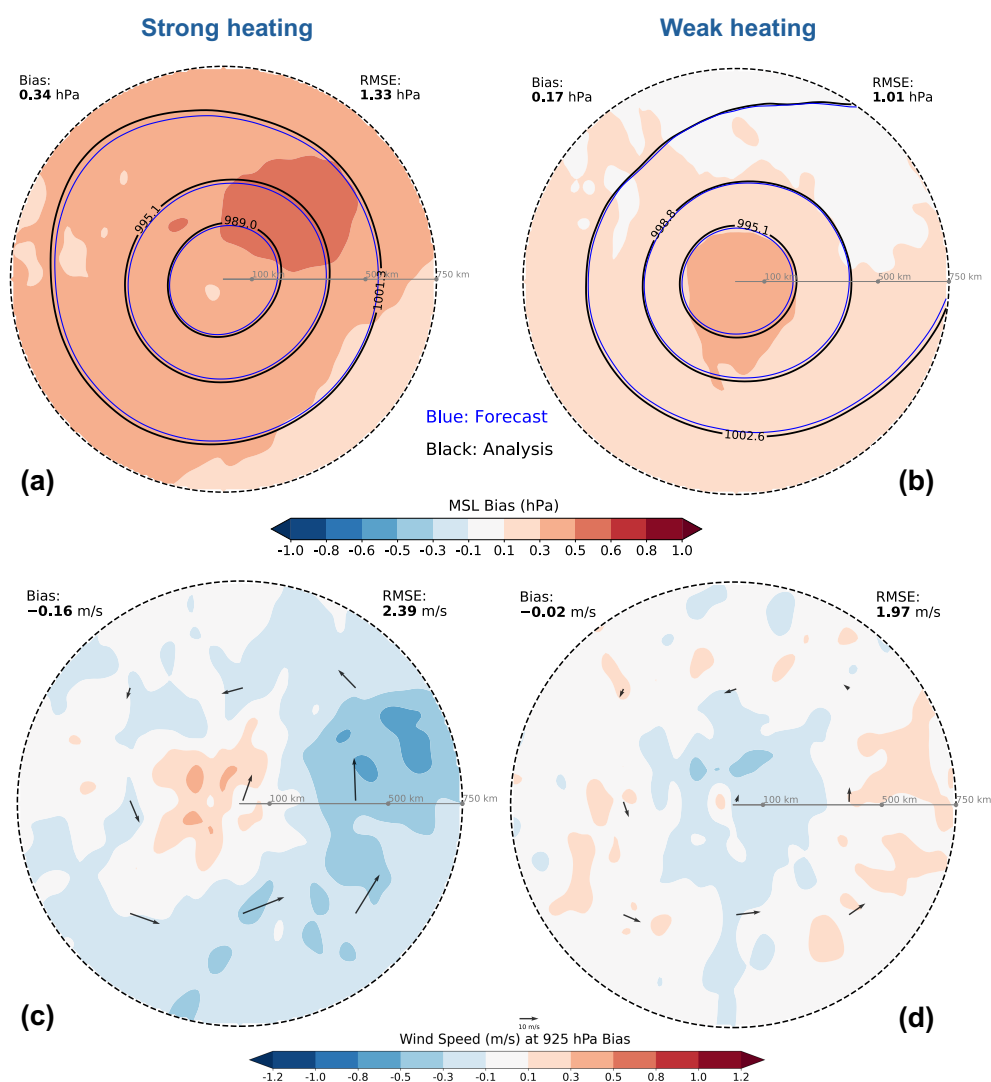 Strong heating
Weak heating
Bias:
0.34 hPa
RMSE:
1.33 hPa
Bias:
0.17 hPa
RMSE:
1.01 hPa
995.1
989.0
1001.3
100 km
500 km
750 km
998.8
995.1
1002.6
100 km
500 km
750 km
Blue: Forecast
Black: Analysis
(a)
(b)
MSL Bias (hPa)
-1.0 -0.8 -0.6 -0.5 -0.3 -0.1 0.1 0.3 0.5 0.6 0.8 1.0
Bias:
−0.16 m/s
RMSE:
2.39 m/s
Bias:
−0.02 m/s
RMSE:
1.97 m/s
100 km
500 km
750 km
100 km
500 km
750 km
(c)
(d)
10 m/s
Wind Speed (m/s) at 925 hPa Bias
-1.2 -1.0 -0.8 -0.5 -0.3 -0.1 0.1 0.3 0.5 0.8 1.0 1.2